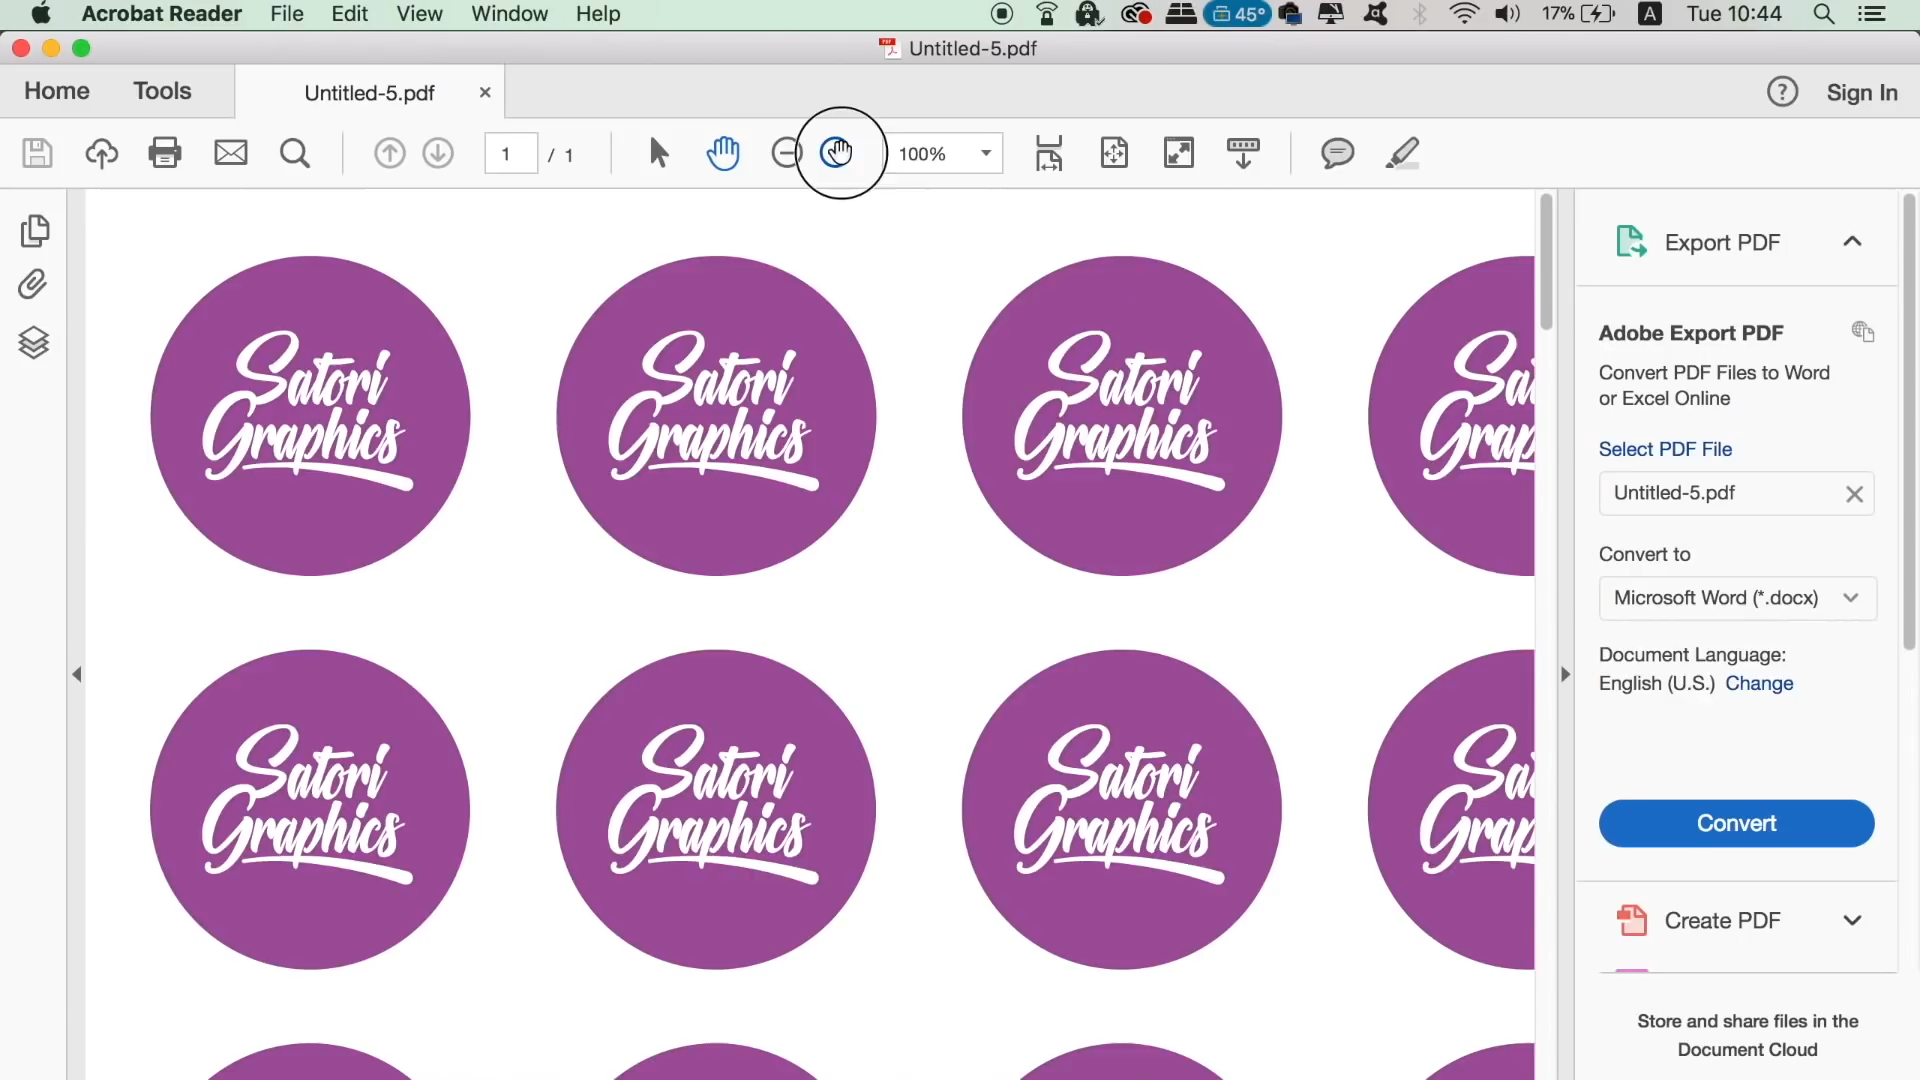 Acrobat Reader File Edit View Window Help 45° 17% A Tue 10:44
Untitled-5.pdf
Home Tools Untitled-5.pdf × ? Sign In
1 / 1 100%
Export PDF
Adobe Export PDF
Convert PDF Files to Word
or Excel Online
Select PDF File
Untitled-5.pdf
Convert to
Microsoft Word (*.docx)
Document Language:
English (U.S.) Change
Convert
Create PDF
Store and share files in the
Document Cloud
Satori Satori Satori Sa
Graphics Graphics Graphics Grap
Satori Satori Satori Sa
Graphics Graphics Graphics Grap